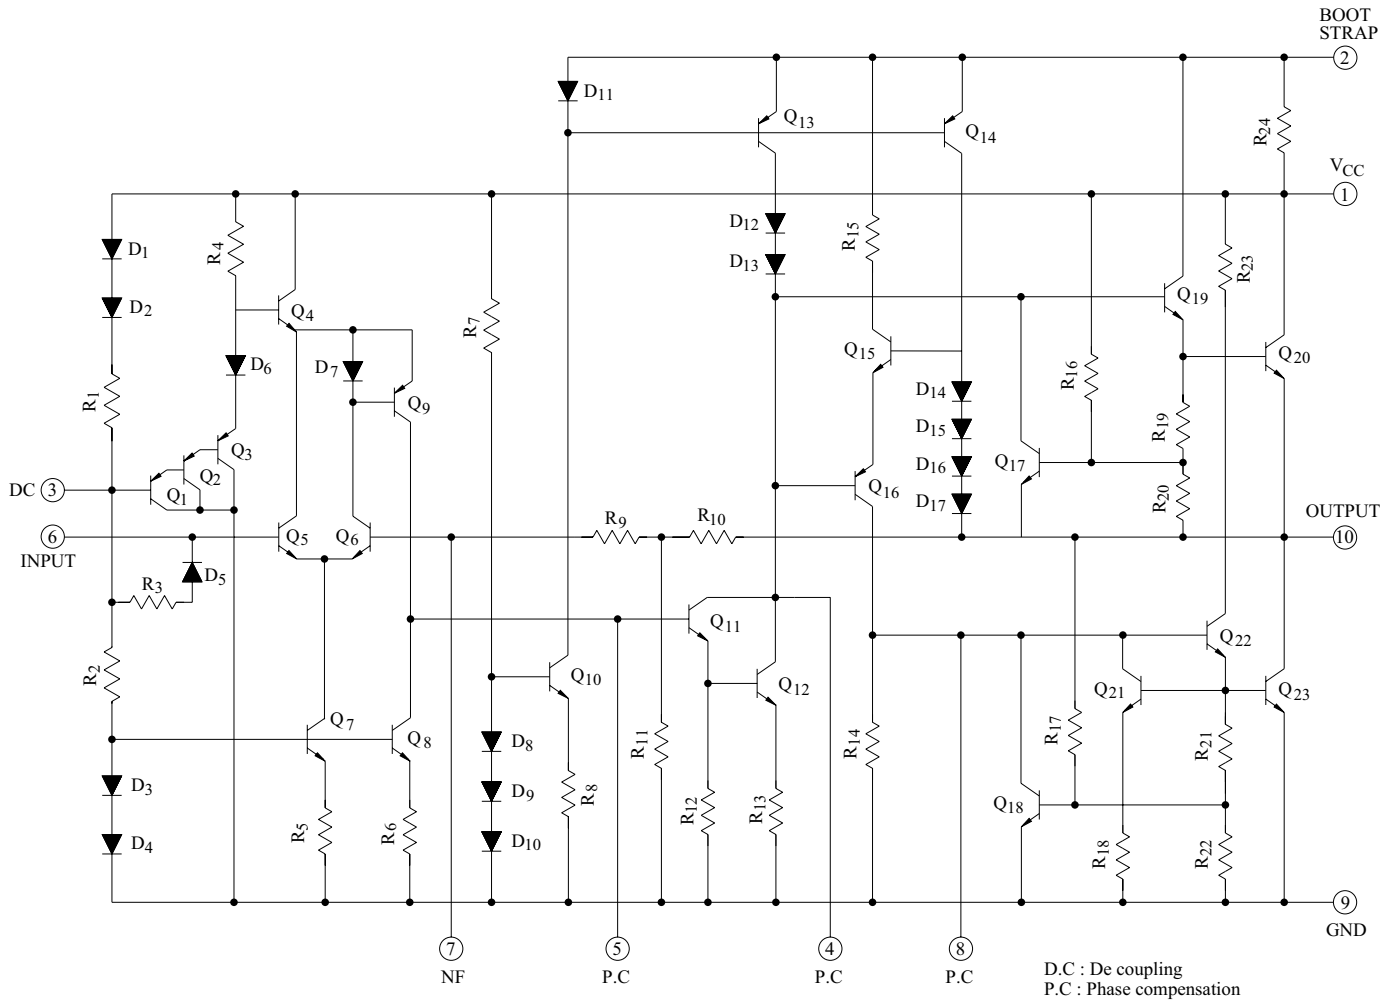 BOOT
STRAP
2
D11
Q13
Q14
R24
VCC
1
D1
R4
D12
R15
R23
D13
D2
Q4
Q19
R7
Q15
Q20
D7
D6
R16
R1
Q9
D14
R19
D15
Q3
Q2
Q17
D16
DC 3
Q1
Q16
R20
D17
R9
R10
OUTPUT
6
Q5
Q6
10
INPUT
D5
R3
Q11
Q22
R2
Q10
Q12
Q21
Q23
Q7
R17
Q8
D8
R11
R14
R21
D3
D9
R8
Q18
R12
R13
R5
R6
D4
D10
R18
R22
9
GND
7
5
4
8
NF
P.C
P.C
P.C
D.C : De coupling
P.C : Phase compensation